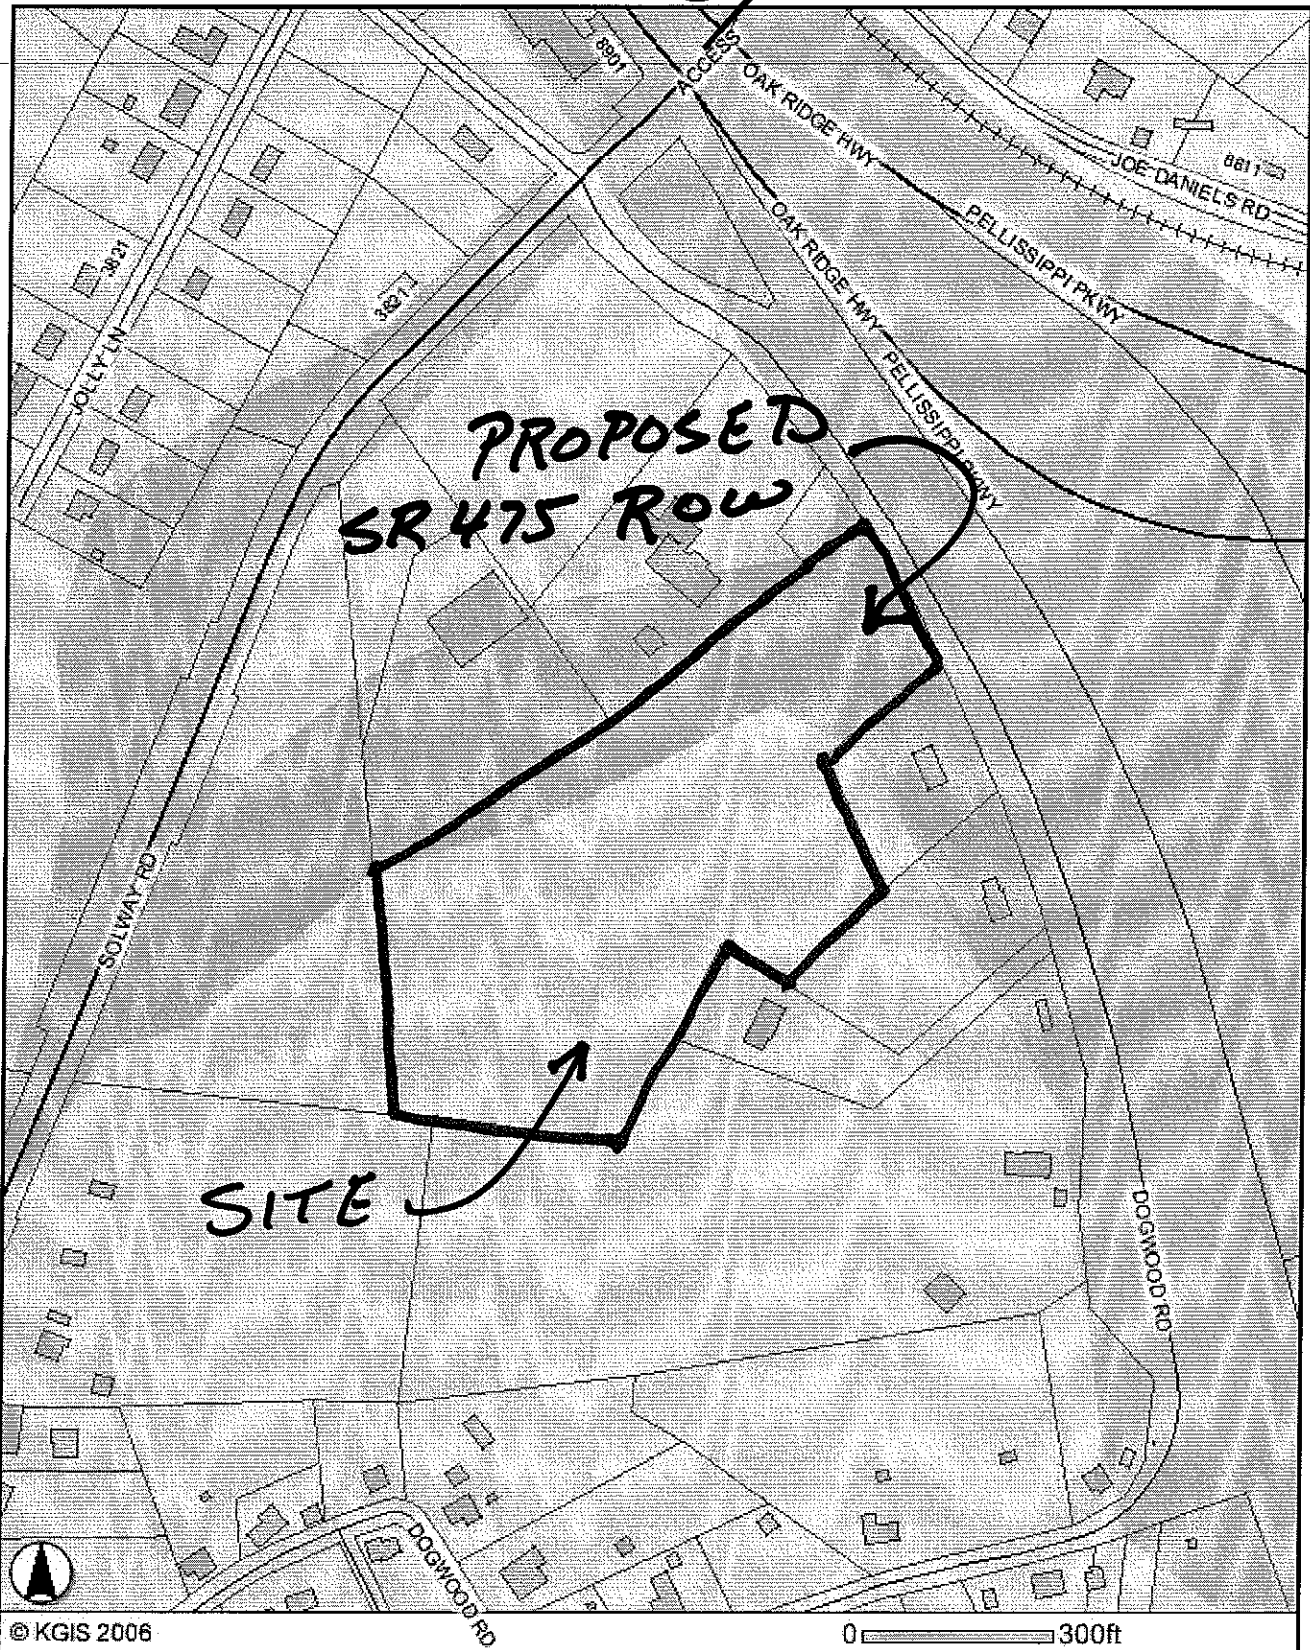 8901
ACCESS
OAK RIDGE HWY
JOE DANIELS RD
8811
PELLISSIPPI PKWY
OAK RIDGE HWY
PELLISSIPPI PKWY
3821
3821
JOLLY LN
PROPOSED
SR 475 ROW
SOLWAY RD
SITE
DOGWOOD RD
DOGWOOD RD
© KGIS 2006
0 300ft